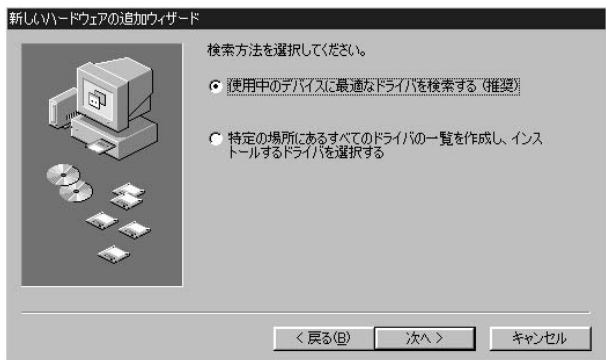 新しいハードウェアの追加ウィザード
検索方法を選択してください。
使用中のデバイスに最適なドライバを検索する (推奨)
特定の場所にあるすべてのドライバの一覧を作成し、インス
トールするドライバを選択する
< 戻る(B)
次へ >
キャンセル